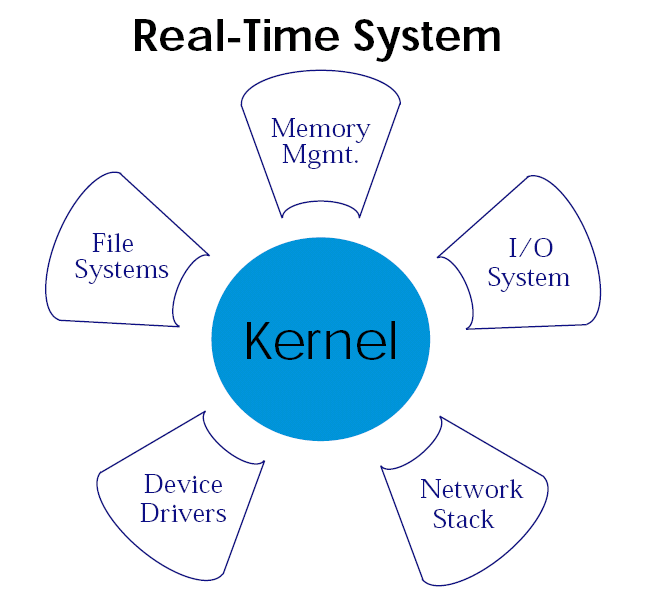 Real-Time System
Memory
Mgmt.
File
Systems
I/O
System
Kernel
Device
Drivers
Network
Stack